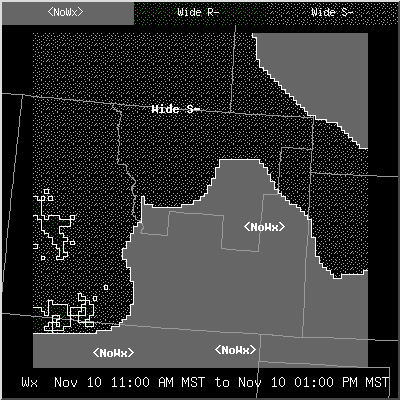 <NoWx> Wide R- Wide S-
Wide S-
<NoWx>
<NoWx> <NoWx>
Wx Nov 10 11:00 AM MST to Nov 10 01:00 PM MST